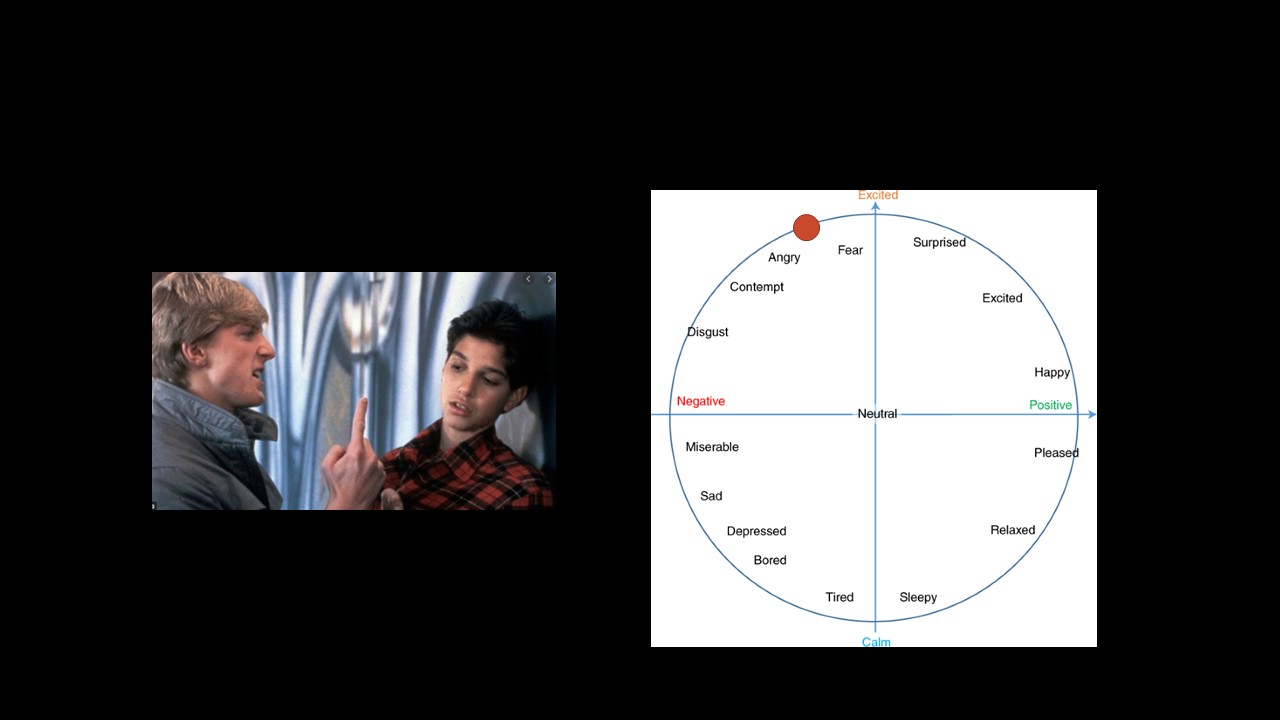 Excited
Surprised
Fear
Angry
Contempt
Excited
Disgust
Happy
Negative
Positive
Neutral
Miserable
Pleased
Sad
Depressed
Relaxed
Bored
Tired
Sleepy
Calm